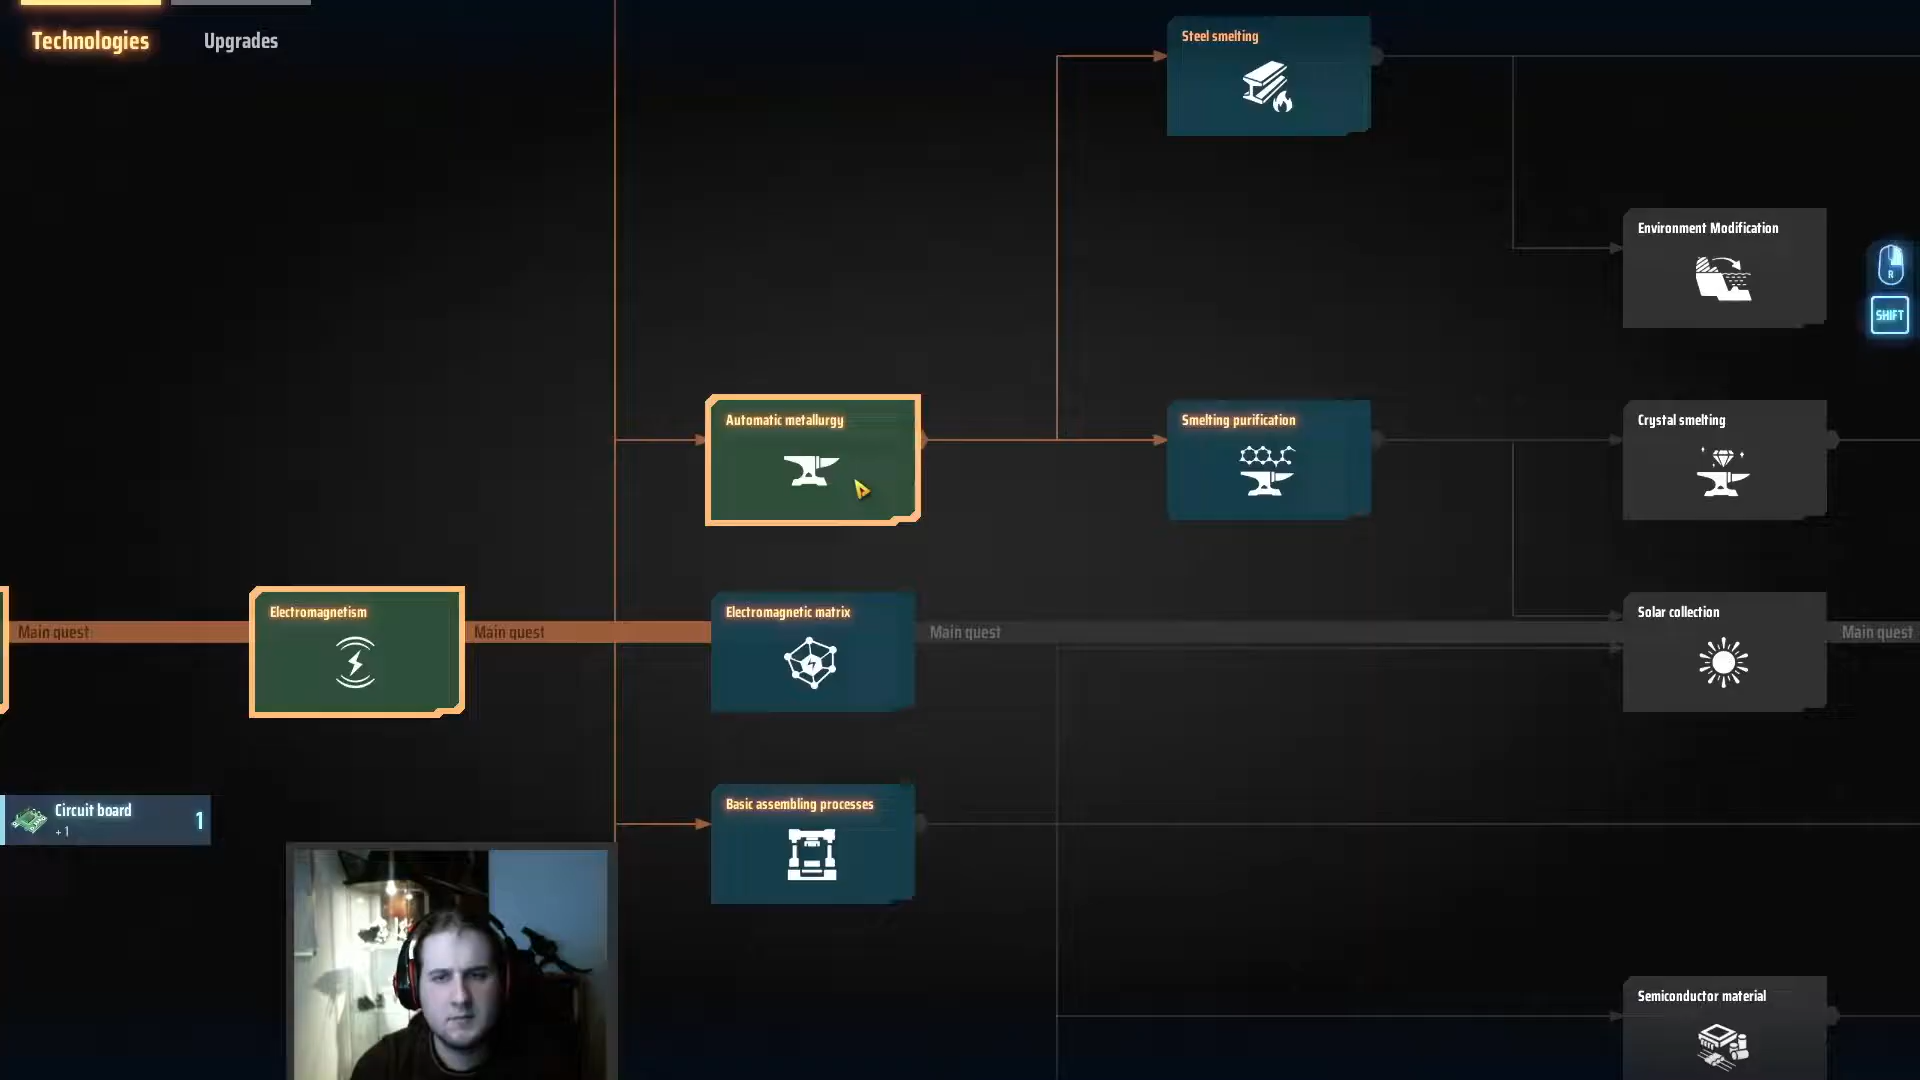 Technologies
Upgrades
Steel smelting
Environment Modification
R
SHIFT
Automatic metallurgy
Smelting purification
Crystal smelting
Main quest
Electromagnetism
Main quest
Electromagnetic matrix
Main quest
Solar collection
Main quest
Circuit board
+ 1
1
Basic assembling processes
Semiconductor material